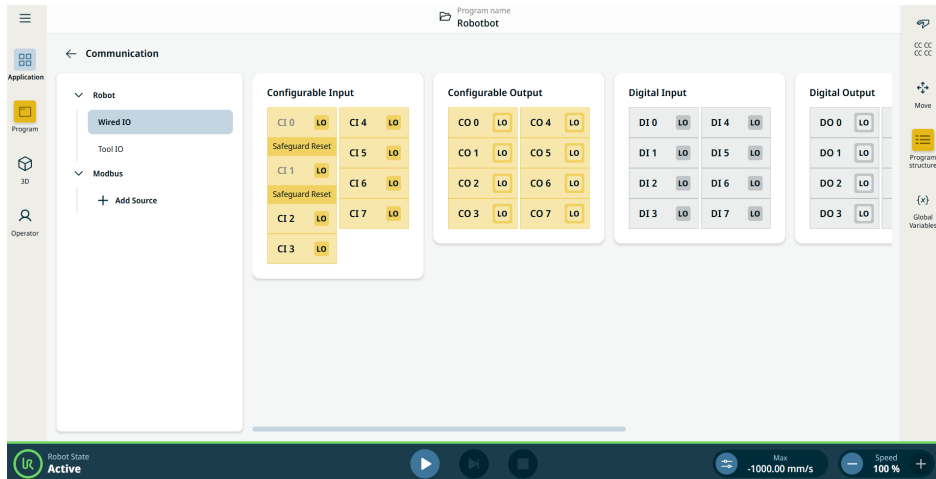 Program name
Robotbot
Application
Program
3D
Operator
Communication
Robot
Wired IO
Tool IO
Modbus
Add Source
Configurable Input
CI 0 LO CI 4 LO
Safeguard Reset
CI 5 LO
CI 1 LO
CI 6 LO
Safeguard Reset
CI 2 LO CI 7 LO
CI 3 LO
Configurable Output
CO 0 LO CO 4 LO
CO 1 LO CO 5 LO
CO 2 LO CO 6 LO
CO 3 LO CO 7 LO
Digital Input
DI 0 LO DI 4 LO
DI 1 LO DI 5 LO
DI 2 LO DI 6 LO
DI 3 LO DI 7 LO
Digital Output
DO 0 LO
DO 1 LO
DO 2 LO
DO 3 LO
CC CC
CC CC
Move
Program
structure
{x}
Global
Variables
UR
Robot State
Active
Max
-1000.00 mm/s
Speed
100 %